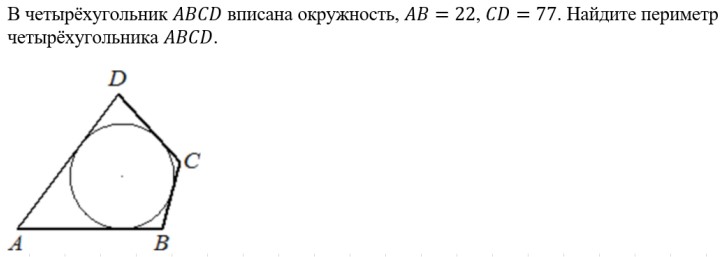 В четырёхугольник ABCD вписана окружность, AB = 22, CD = 77. Найдите периметр
четырёхугольника ABCD.
D
C
A
B